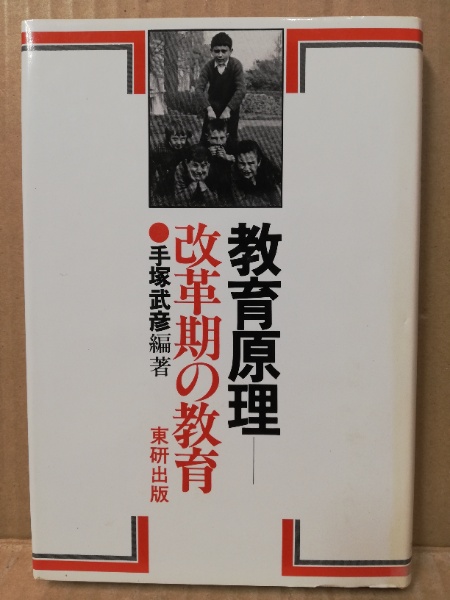 教育原理──
改革期の教育
●手塚武彦編著
東研出版